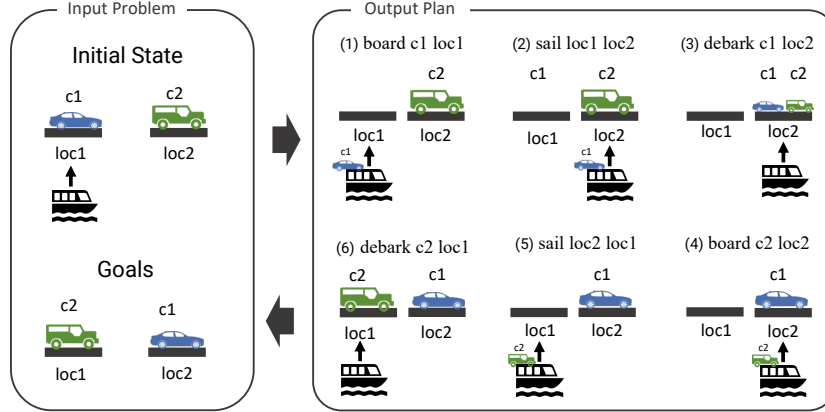 Input Problem
Initial State
c1
c2
loc1
loc2
Goals
c2
c1
loc1
loc2
Output Plan
(1) board c1 loc1
c2
loc1
loc2
c1
(2) sail loc1 loc2
c1
c2
loc1
loc2
c1
(3) debark c1 loc2
c1 c2
loc1
loc2
(6) debark c2 loc1
c2
c1
loc1
loc2
(5) sail loc2 loc1
c1
loc1
loc2
c2
(4) board c2 loc2
c1
loc1
loc2
c2